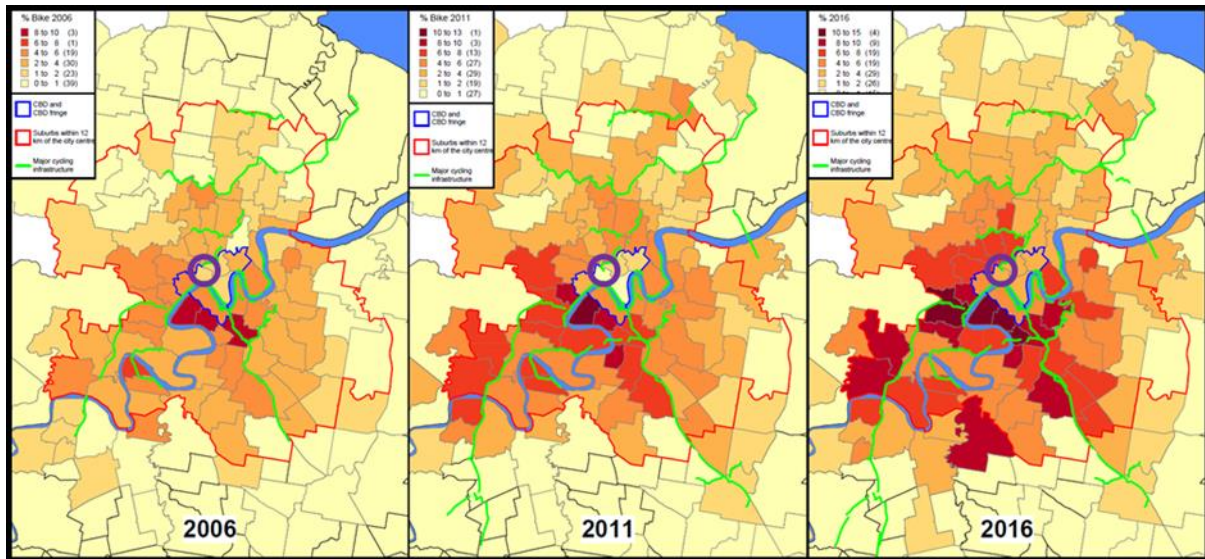 % Bike 2006
8 to 10 (3)
6 to 8 (1)
4 to 6 (19)
2 to 4 (30)
1 to 2 (23)
0 to 1 (39)
CBD and
CBD fringe
Suburbs within 12
km of the city centre
Major cycling
infrastructure
2006
% Bike 2011
10 to 13 (1)
8 to 10 (3)
6 to 8 (13)
4 to 6 (27)
2 to 4 (29)
1 to 2 (19)
0 to 1 (27)
CBD and
CBD fringe
Suburbs within 12
km of the city centre
Major cycling
infrastructure
2011
% 2016
10 to 15 (4)
8 to 10 (9)
6 to 8 (19)
4 to 6 (19)
2 to 4 (29)
1 to 2 (26)
CBD and
CBD fringe
Suburbs within 12
km of the city centre
Major cycling
infrastructure
2016